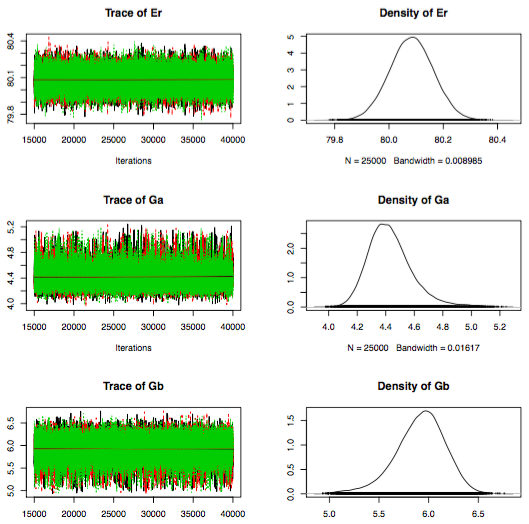 Trace of Er
Density of Er
80.4
80.1
79.8
15000 20000 25000 30000 35000 40000
Iterations
5
4
3
2
1
0
79.8 80.0 80.2 80.4
N = 25000 Bandwidth = 0.008985
Trace of Ga
Density of Ga
5.2
4.8
4.4
4.0
15000 20000 25000 30000 35000 40000
Iterations
2.0
1.0
0.0
4.0 4.2 4.4 4.6 4.8 5.0 5.2
N = 25000 Bandwidth = 0.01617
Trace of Gb
Density of Gb
6.5
6.0
5.5
5.0
15000 20000 25000 30000 35000 40000
1.5
1.0
0.5
0.0
5.0 5.5 6.0 6.5